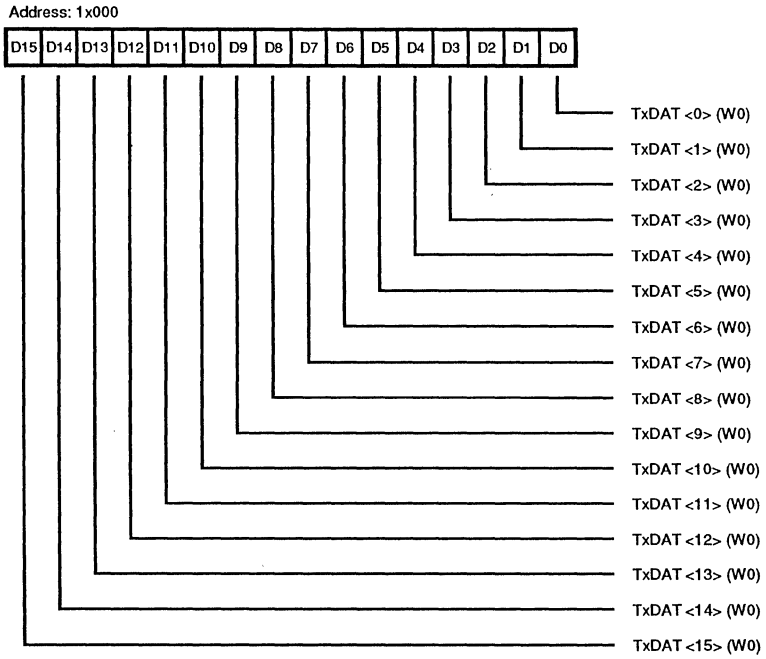 Address: 1x000
D15 D14 D13 D12 D11 D10 D9 D8 D7 D6 D5 D4 D3 D2 D1 D0
TxDAT <0> (W0)
TxDAT <1> (W0)
TxDAT <2> (W0)
TxDAT <3> (W0)
TxDAT <4> (W0)
TxDAT <5> (W0)
TxDAT <6> (W0)
TxDAT <7> (W0)
TxDAT <8> (W0)
TxDAT <9> (W0)
TxDAT <10> (W0)
TxDAT <11> (W0)
TxDAT <12> (W0)
TxDAT <13> (W0)
TxDAT <14> (W0)
TxDAT <15> (W0)